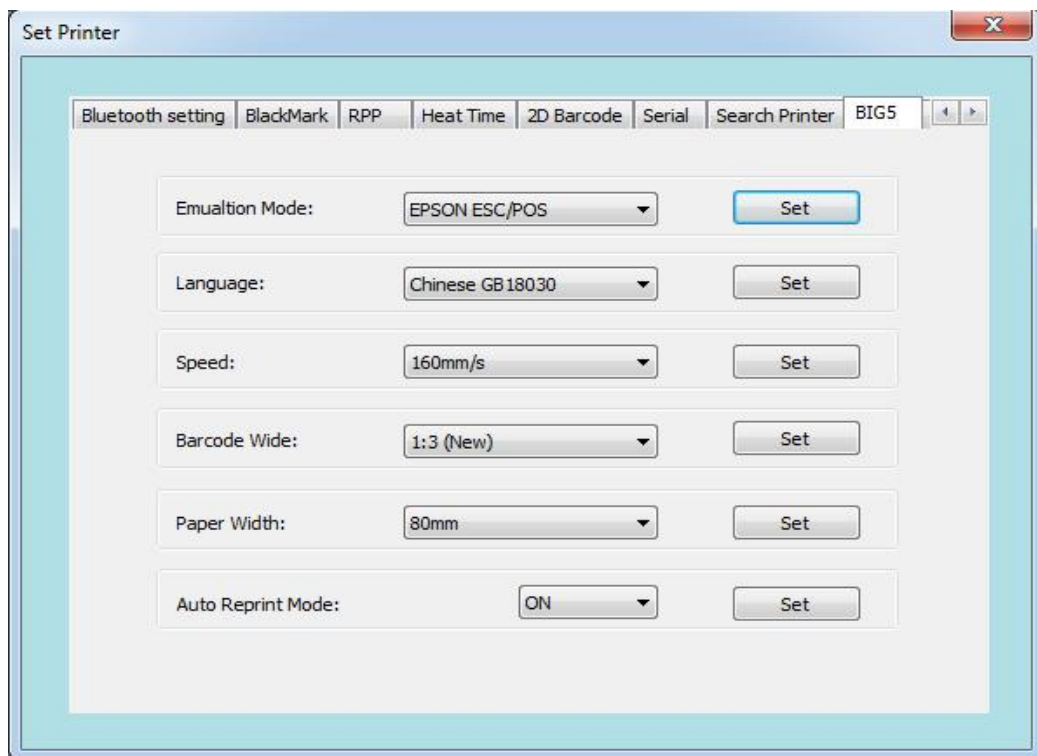 Set Printer
Bluetooth setting BlackMark RPP Heat Time 2D Barcode Serial Search Printer BIG5
Emualtion Mode: EPSON ESC/POS Set
Language: Chinese GB18030 Set
Speed: 160mm/s Set
Barcode Wide: 1:3 (New) Set
Paper Width: 80mm Set
Auto Reprint Mode: ON Set